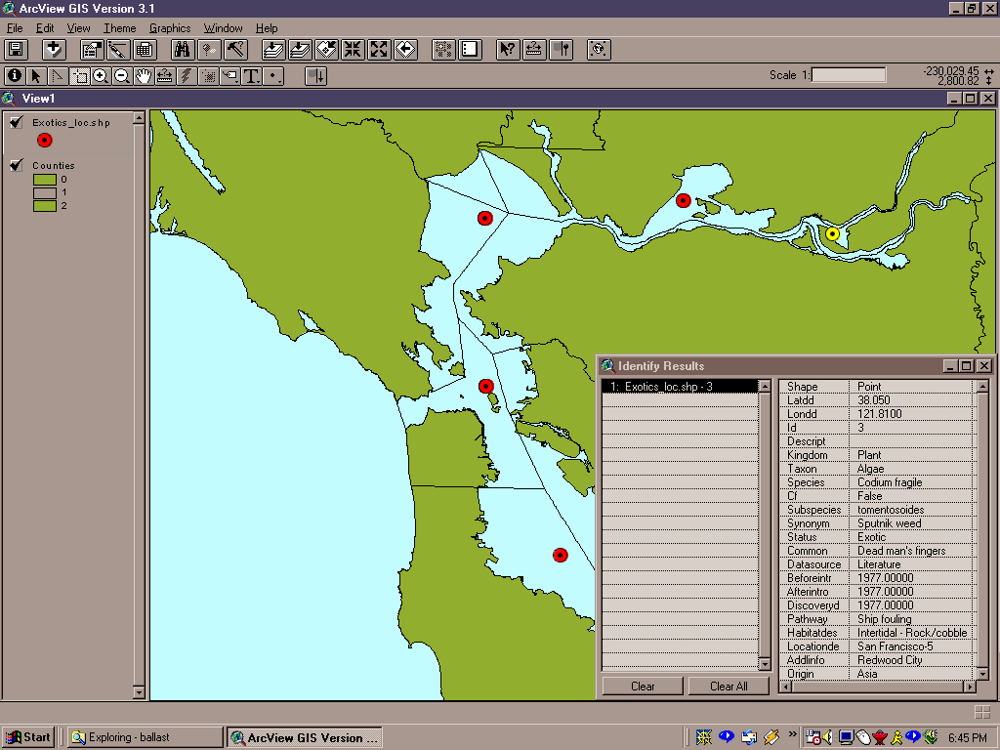 ArcView GIS Version 3.1
File Edit View Theme Graphics Window Help
Scale 1:
-230,029.45
2,800.82
View1
Exotics_loc.shp
Counties
0
1
2
Identify Results
1: Exotics_loc.shp - 3
Shape Point
Latdd 38.050
Londd 121.8100
Id 3
Descript
Kingdom Plant
Taxon Algae
Species Codium fragile
Cf False
Subspecies tomentosoides
Synonym Sputnik weed
Status Exotic
Common Dead man's fingers
Datasource Literature
Beforeintr 1977.00000
Afterintro 1977.00000
Discoveryd 1977.00000
Pathway Ship fouling
Habitatdes Intertidal - Rock/cobble
Locationde San Francisco-5
Addlinfo Redwood City
Origin Asia
Clear Clear All
Start Exploring - ballast ArcView GIS Version ... 6:45 PM